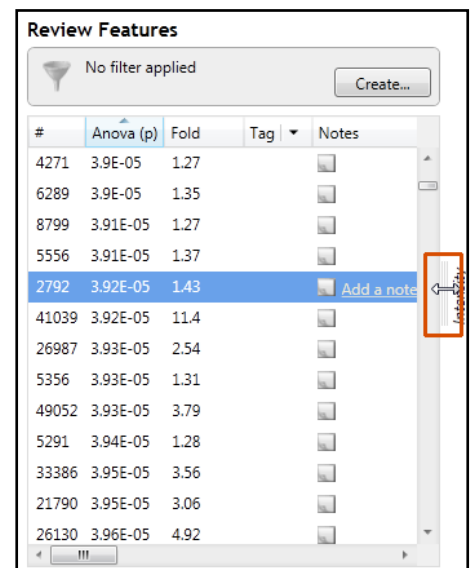 Review Features
No filter applied
Create...
# Anova (p) Fold Tag Notes
4271 3.9E-05 1.27
6289 3.9E-05 1.35
8799 3.91E-05 1.27
5556 3.91E-05 1.37
2792 3.92E-05 1.43 Add a note
41039 3.92E-05 11.4
26987 3.93E-05 2.54
5356 3.93E-05 1.31
49052 3.93E-05 3.79
5291 3.94E-05 1.28
33386 3.95E-05 3.56
21790 3.95E-05 3.06
26130 3.96E-05 4.92
Intensity